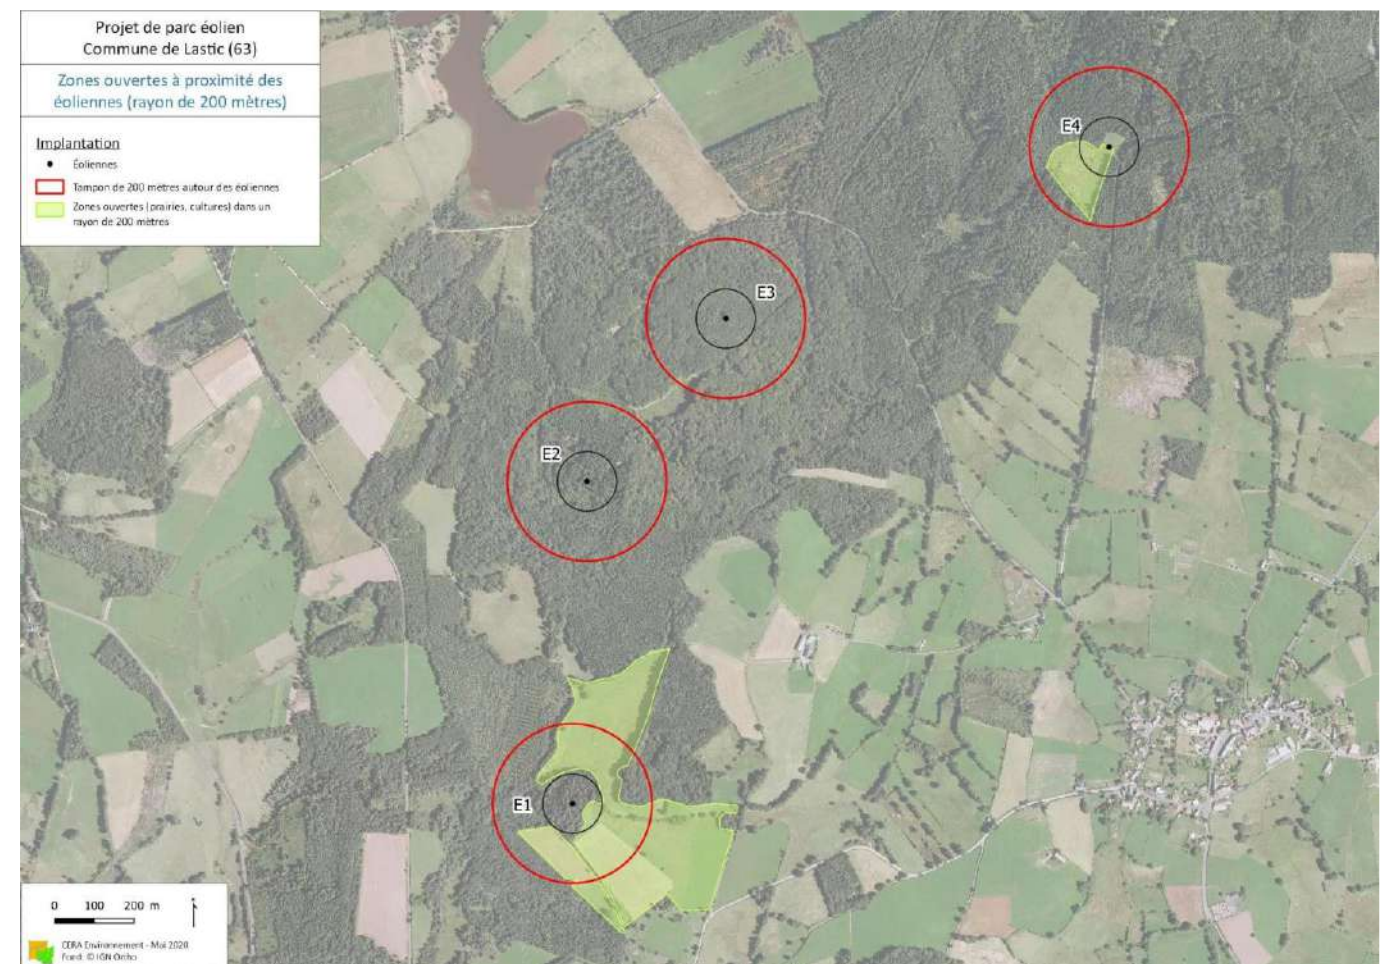 Projet de parc éolien
Commune de Lastic (63)
Zones ouvertes à proximité des
éoliennes (rayon de 200 mètres)
Implantation
Éoliennes
Tampon de 200 mètres autour des éoliennes
Zones ouvertes (prairies, cultures) dans un
rayon de 200 mètres
E4
E3
E2
E1
0 100 200 m
CERA Environnement - Mai 2020
Fond: © IGN Ortho